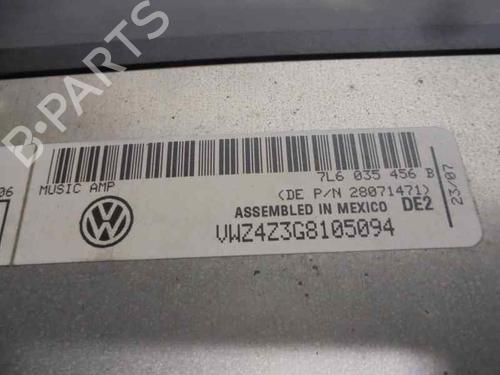 B-PARTS
06
MUSIC AMP
7L6 035 456 B
(DE P/N 28071471)
ASSEMBLED IN MEXICO DE2
VWZ4Z3G8105094
23/07